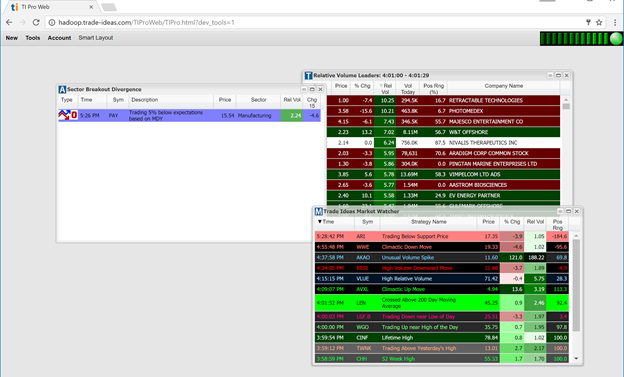 TI Pro Web
hadoop.trade-ideas.com/TIProWeb/TIPro.html?dev_tools=1
New Tools Account Smart Layout
Relative Volume Leaders: 4:01:00 - 4:01:29
Price % Chg Rel Vol Vol Today Pos Rng (%) Company Name
1.00 -7.4 10.25 294.5K 16.7 RETRACTABLE TECHNOLOGIES
3.58 -15.6 10.21 463.8K 6.7 PHOTOMEDEX
4.15 -6.1 7.43 346.5K 55.7 MAJESCO ENTERTAINMENT CO
2.23 13.2 7.02 8.11M 56.7 W&T OFFSHORE
2.14 0.0 6.24 756.0K 87.5 NIVALIS THERAPEUTICS INC
2.03 -3.3 5.95 78,631 70.6 ARADIGM CORP COMMON STOCK
1.30 -3.8 5.86 304.0K 0.0 PINGTAN MARINE ENTERPRISES LTD
3.85 5.6 5.78 13.69M 58.3 VIMPELCOM LTD ADS
2.65 -3.6 5.77 1.54M 0.0 AASTROM BIOSCIENCES
2.40 10.1 5.58 1.33M 24.9 EV ENERGY PARTNER
Sector Breakout Divergence
Type Time Sym Description Price Sector Rel Vol Chg 15
5:26 PM PAY Trading 5% below expectations based on MDY 15.54 Manufacturing 2.24 -4.6
Trade Ideas Market Watcher
Time Sym Strategy Name Price % Chg Rel Vol Pos Rng
5:28:42 PM ARI Trading Below Support Price 17.35 -3.9 1.05 -184.6
4:55:48 PM WWE Climactic Down Move 19.33 -4.6 1.02 -95.6
4:37:58 PM AKAO Unusual Volume Spike 11.60 121.0 188.22 69.8
High Volume Downward Move 1.89
4:15:15 PM VLUE High Relative Volume 71.42 -0.4 5.75 28.3
4:09:07 PM AVXL Climactic Up Move 4.94 13.6 3.19 113.3
4:01:52 PM LEN Crossed Above 200 Day Moving Average 45.25 0.9 2.46 92.4
4:00:03 PM Trading Down near Low of Day -3.3 1.97
4:00:00 PM WGO Trading Up near High of the Day 35.75 0.7 1.95 97.8
3:59:54 PM CINF Lifetime High 78.84 0.8 1.02 100.0
3:59:12 PM TWNK Trading Above Yesterday's High 13.01 2.7 2.17 100.0
3:58:59 PM CHH 52 Week High 55.53 1.7 1.70 100.0